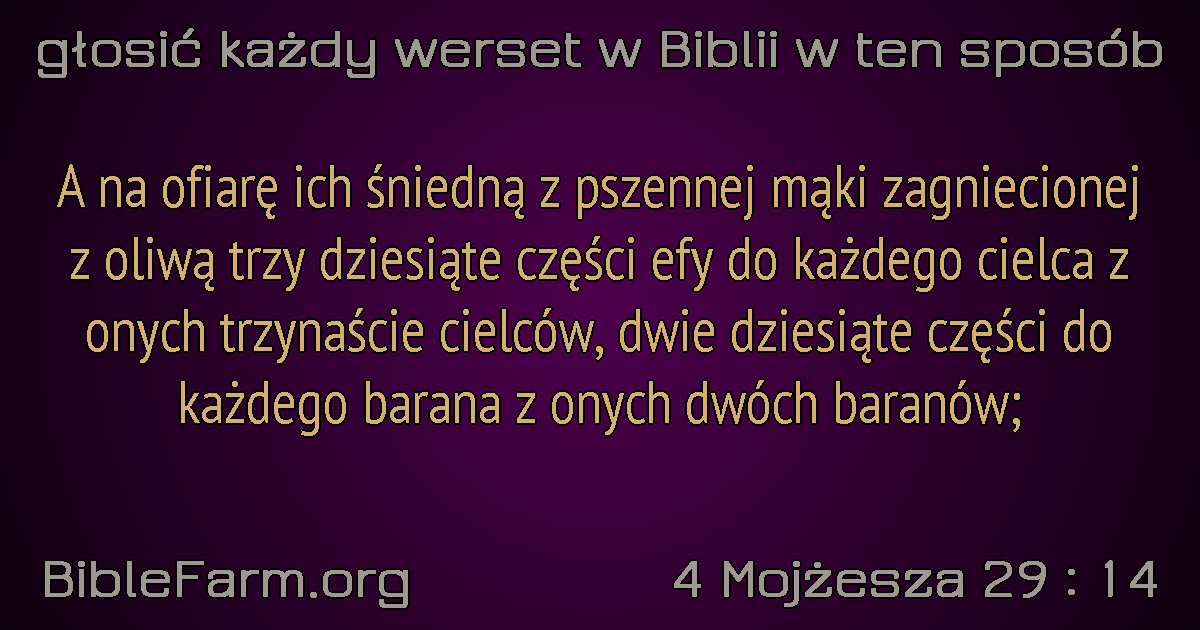 głosić każdy werset w Biblii w ten sposób
A na ofiarę ich śniedną z pszennej mąki zagniecionej
z oliwą trzy dziesiąte części efy do każdego cielca z
onych trzynaście cielców, dwie dziesiąte części do
każdego barana z onych dwóch baranów;
BibleFarm.org
4 Mojżesza 29 : 14